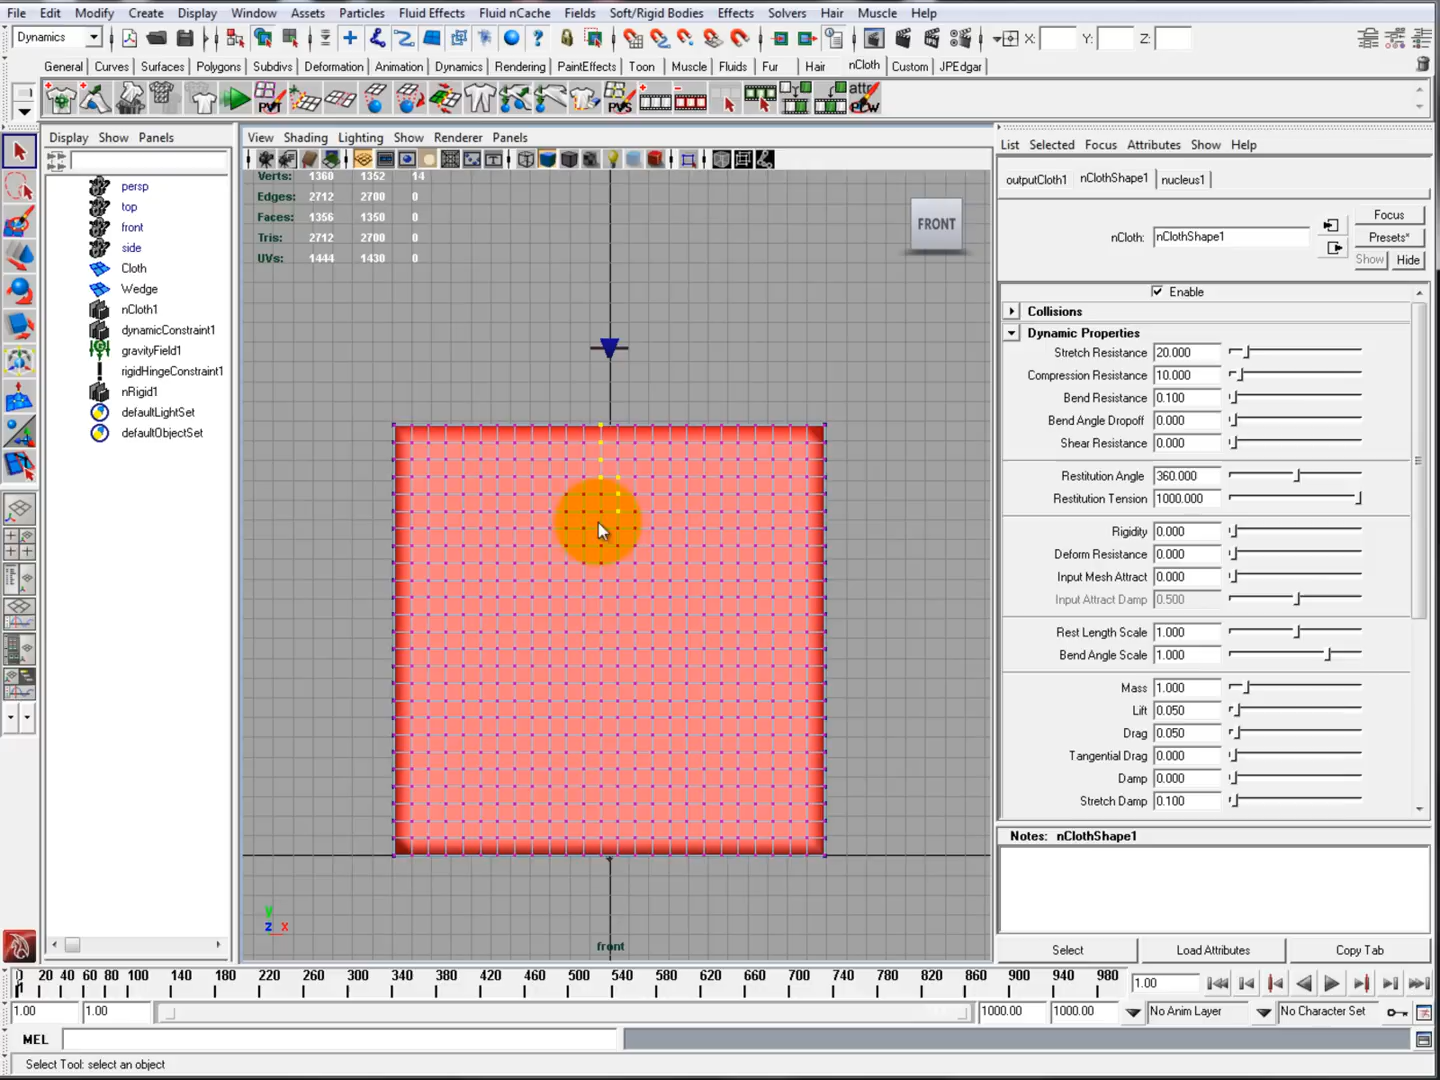 File Edit Modify Create Display Window Assets Particles Fluid Effects Fluid nCache Fields Soft/Rigid Bodies Effects Solvers Hair Muscle Help
Dynamics X: Y: Z:
General Curves Surfaces Polygons Subdivs Deformation Animation Dynamics Rendering PaintEffects Toon Muscle Fluids Fur Hair nCloth Custom JPEdgar
Display Show Panels
View Shading Lighting Show Renderer Panels
List Selected Focus Attributes Show Help
persp
top
front
side
Cloth
Wedge
nCloth1
dynamicConstraint1
gravityField1
rigidHingeConstraint1
nRigid1
defaultLightSet
defaultObjectSet
Verts: 1360 1352 14
Edges: 2712 2700 0
Faces: 1356 1350 0
Tris: 2712 2700 0
UVs: 1444 1430 0
FRONT
y
z x
front
outputCloth1 nClothShape1 nucleus1
nCloth: nClothShape1
Focus
Presets*
Show Hide
Enable
Collisions
Dynamic Properties
Stretch Resistance 20.000
Compression Resistance 10.000
Bend Resistance 0.100
Bend Angle Dropoff 0.000
Shear Resistance 0.000
Restitution Angle 360.000
Restitution Tension 1000.000
Rigidity 0.000
Deform Resistance 0.000
Input Mesh Attract 0.000
Input Attract Damp 0.500
Rest Length Scale 1.000
Bend Angle Scale 1.000
Mass 1.000
Lift 0.050
Drag 0.050
Tangential Drag 0.000
Damp 0.000
Stretch Damp 0.100
Notes: nClothShape1
Select Load Attributes Copy Tab
20 40 60 80 100 140 180 220 260 300 340 380 420 460 500 540 580 620 660 700 740 780 820 860 900 940 980 1.00
1.00 1.00 1000.00 1000.00 No Anim Layer No Character Set
MEL
Select Tool: select an object